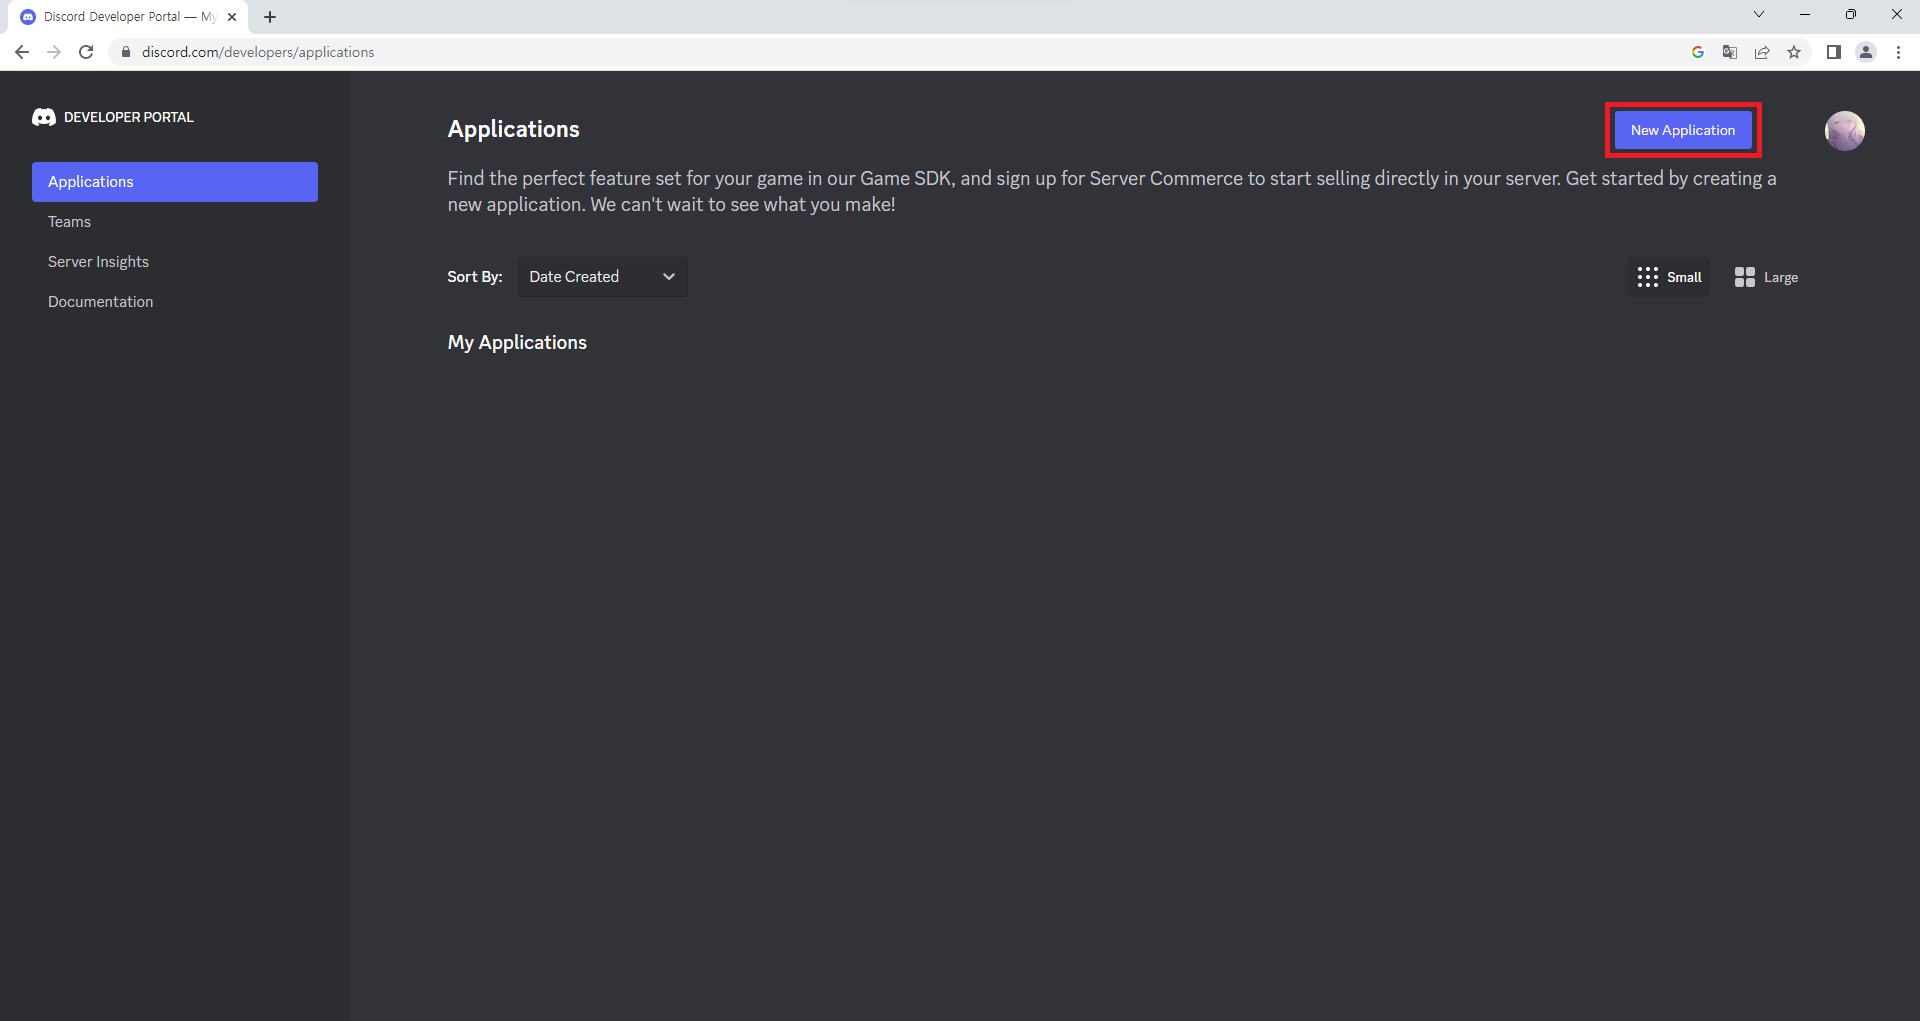 Discord Developer Portal — My
discord.com/developers/applications
DEVELOPER PORTAL
Applications
Teams
Server Insights
Documentation
Applications
New Application
Find the perfect feature set for your game in our Game SDK, and sign up for Server Commerce to start selling directly in your server. Get started by creating a
new application. We can't wait to see what you make!
Sort By:
Date Created
Small
Large
My Applications